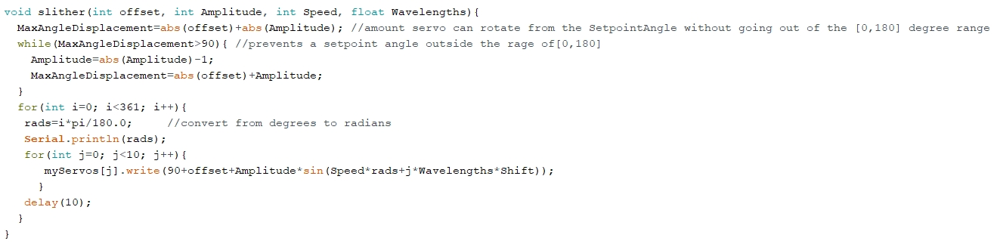 void slither(int offset, int Amplitude, int Speed, float Wavelengths){
MaxAngleDisplacement=abs(offset)+abs(Amplitude); //amount servo can rotate from the SetpointAngle without going out of the [0,180] degree range
while(MaxAngleDisplacement>90){ //prevents a setpoint angle outside the rage of[0,180]
Amplitude=abs(Amplitude)-1;
MaxAngleDisplacement=abs(offset)+Amplitude;
}
for(int i=0; i<361; i++){
rads=i*pi/180.0; //convert from degrees to radians
Serial.println(rads);
for(int j=0; j<10; j++){
myServos[j].write(90+offset+Amplitude*sin(Speed*rads+j*Wavelengths*Shift));
}
delay(10);
}
}